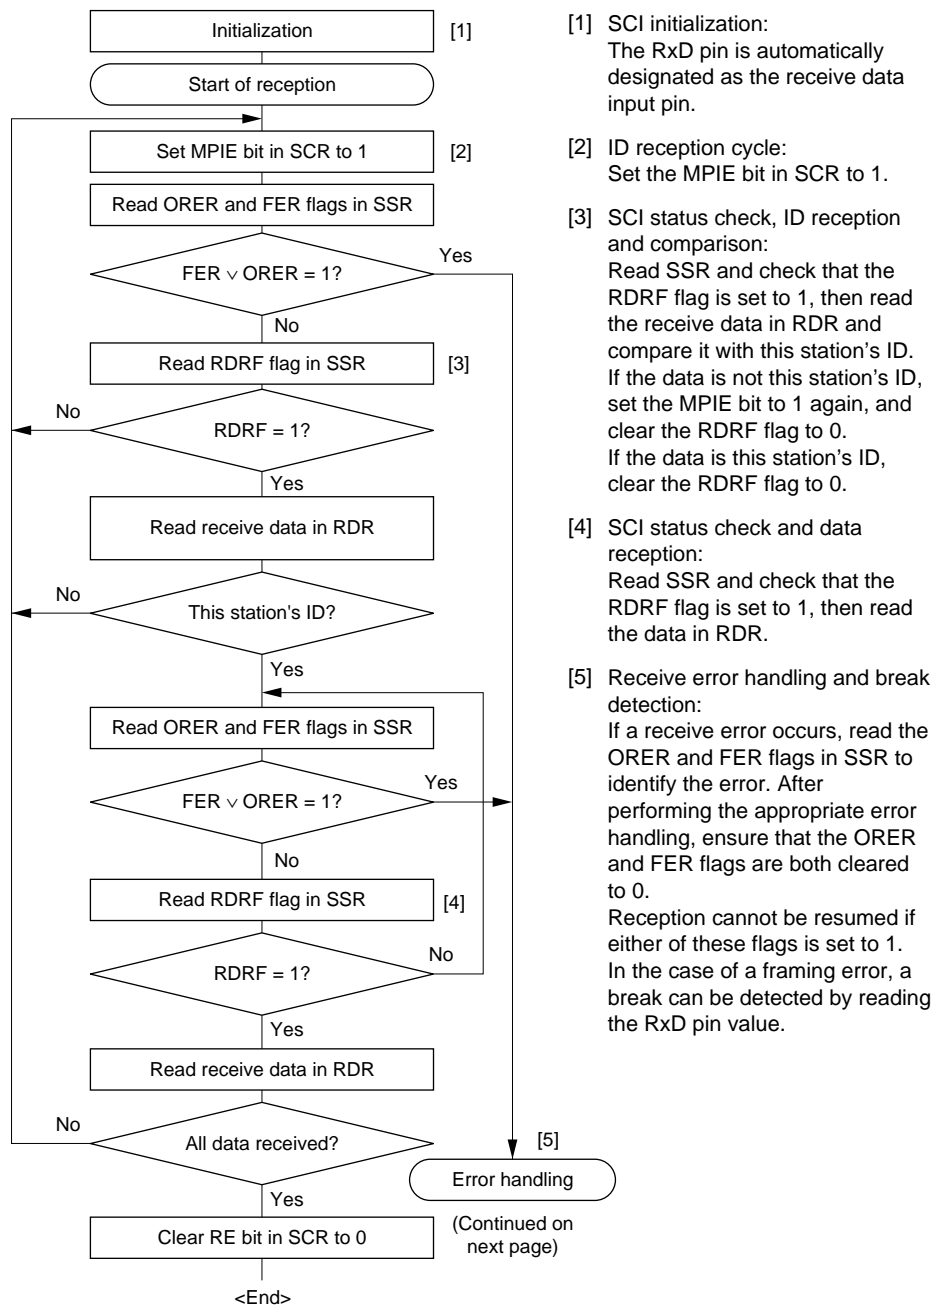 Initialization
[1]
Start of reception
Set MPIE bit in SCR to 1
[2]
Read ORER and FER flags in SSR
FER ∨ ORER = 1?
Yes
No
Read RDRF flag in SSR
[3]
No
RDRF = 1?
Yes
Read receive data in RDR
No
This station's ID?
Yes
Read ORER and FER flags in SSR
FER ∨ ORER = 1?
Yes
No
Read RDRF flag in SSR
[4]
RDRF = 1?
No
Yes
Read receive data in RDR
No
All data received?
Yes
[5]
Error handling
(Continued on
next page)
Clear RE bit in SCR to 0
<End>
[1] SCI initialization:
The RxD pin is automatically
designated as the receive data
input pin.
[2] ID reception cycle:
Set the MPIE bit in SCR to 1.
[3] SCI status check, ID reception
and comparison:
Read SSR and check that the
RDRF flag is set to 1, then read
the receive data in RDR and
compare it with this station's ID.
If the data is not this station's ID,
set the MPIE bit to 1 again, and
clear the RDRF flag to 0.
If the data is this station's ID,
clear the RDRF flag to 0.
[4] SCI status check and data
reception:
Read SSR and check that the
RDRF flag is set to 1, then read
the data in RDR.
[5] Receive error handling and break
detection:
If a receive error occurs, read the
ORER and FER flags in SSR to
identify the error. After
performing the appropriate error
handling, ensure that the ORER
and FER flags are both cleared
to 0.
Reception cannot be resumed if
either of these flags is set to 1.
In the case of a framing error, a
break can be detected by reading
the RxD pin value.